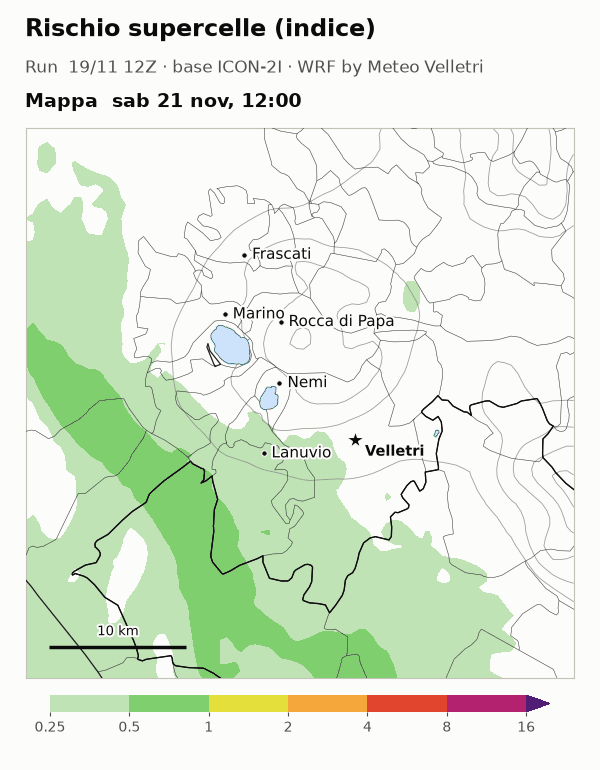 Rischio supercelle (indice)
Run  19/11 12Z · base ICON-2I · WRF by Meteo Velletri
Mappa  sab 21 nov, 12:00
Frascati
Marino
Rocca di Papa
Nemi
Velletri
Lanuvio
10 km
0.25 0.5 1 2 4 8 16